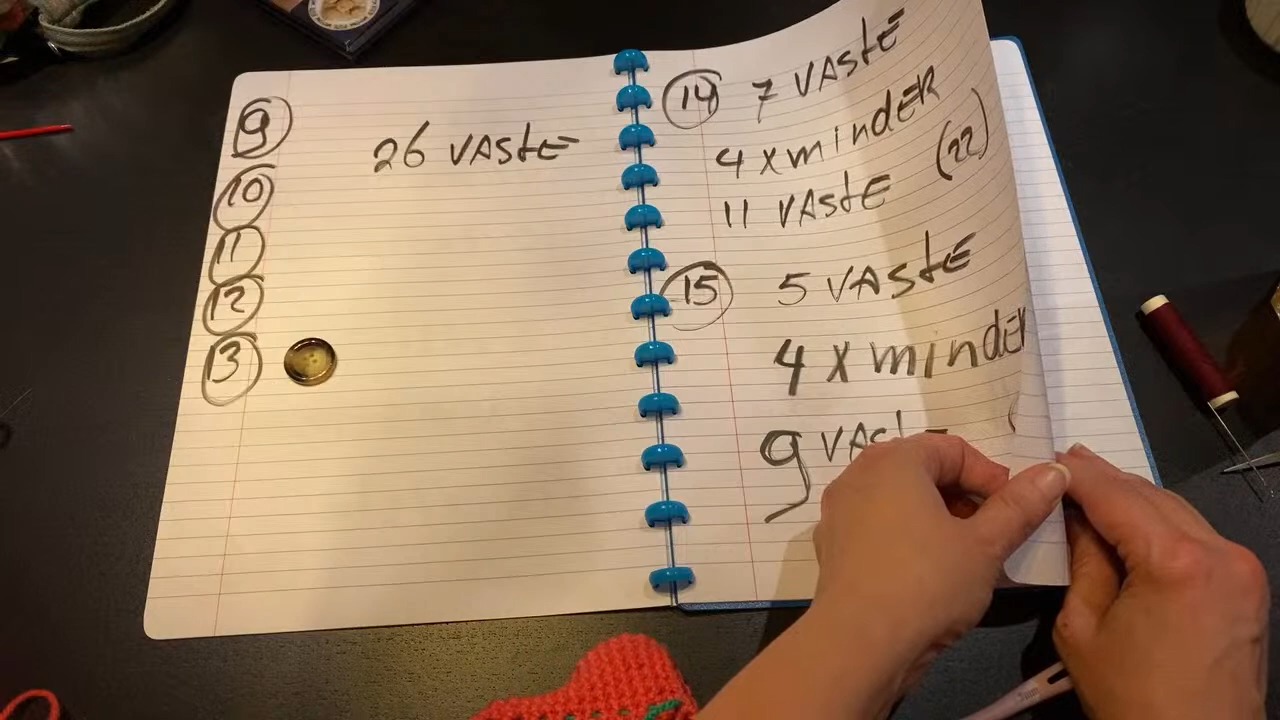 9
26 VASTE
10
11
12
13
14 7 VASTE
4 x mindER
11 VASTE (22)
15 5 VASTE
4 x mindER
9